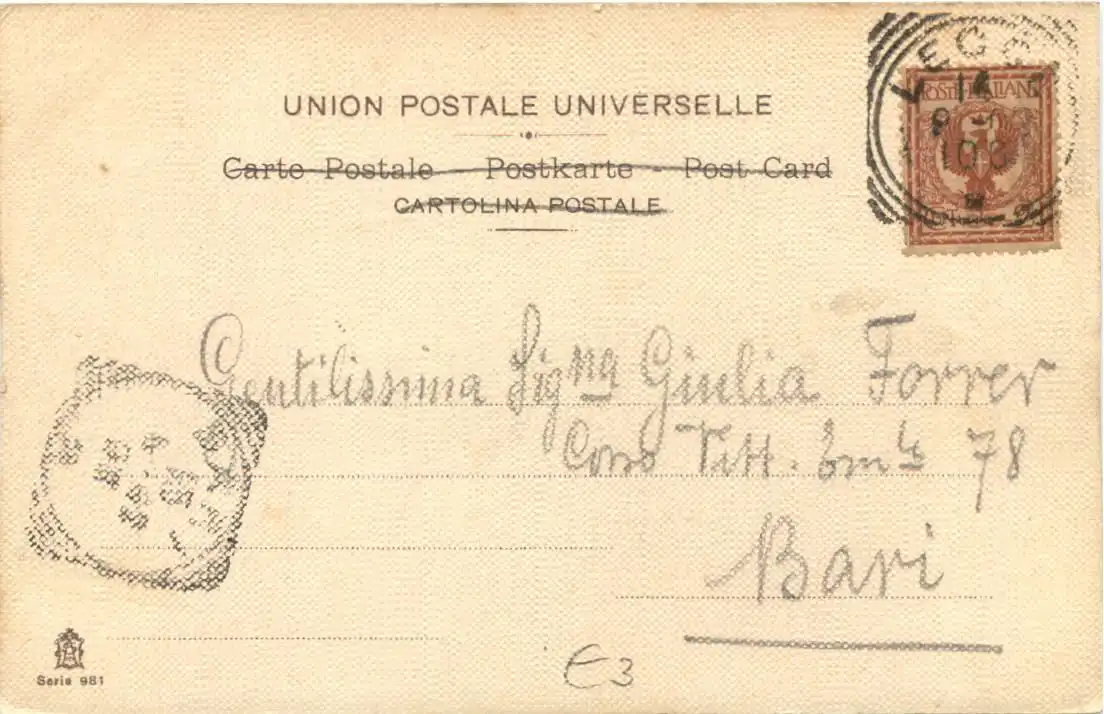 UNION POSTALE UNIVERSELLE
Carte Postale - Postkarte - Post Card
CARTOLINA POSTALE
LECCE
POSTE ITALIANE
Gentilissima Sig.na Giulia Forrer
Corso Vitt. Em. 78
Bari
Serie 981
E3